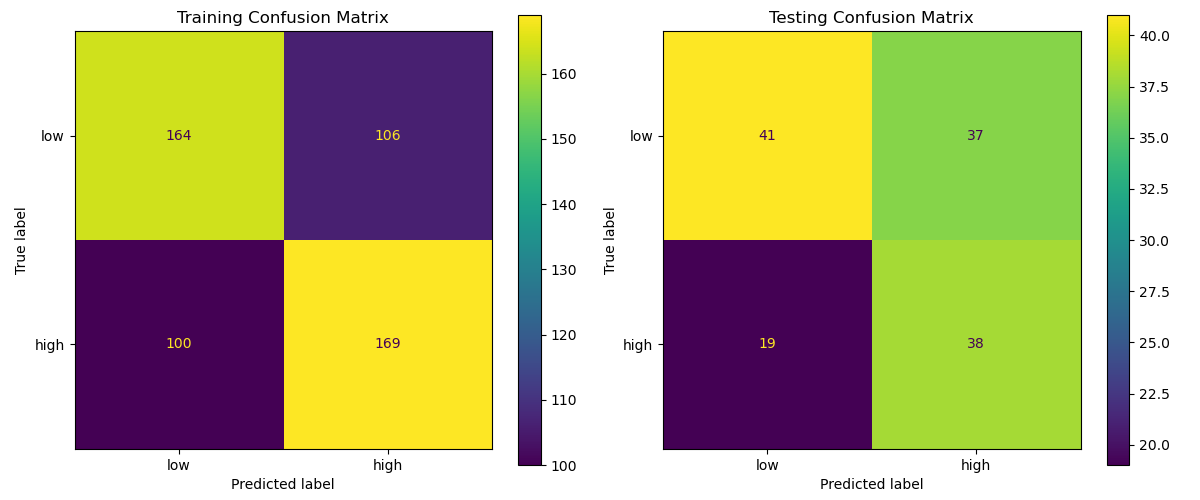 Training Confusion Matrix
True label
low
high
164
106
100
169
low
high
Predicted label
160
150
140
130
120
110
100
Testing Confusion Matrix
True label
low
high
41
37
19
38
low
high
Predicted label
40.0
37.5
35.0
32.5
30.0
27.5
25.0
22.5
20.0